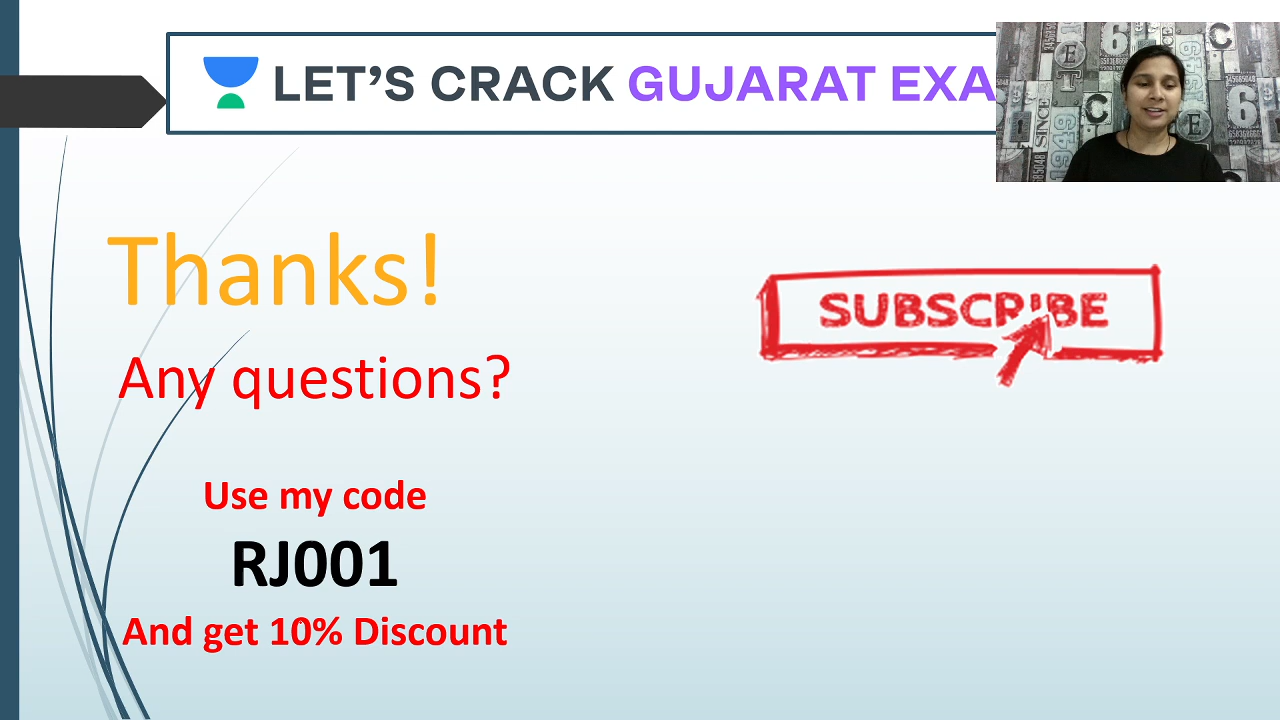 LET'S CRACK GUJARAT EXA
Thanks!
SUBSCRIBE
Any questions?
Use my code
RJ001
And get 10% Discount